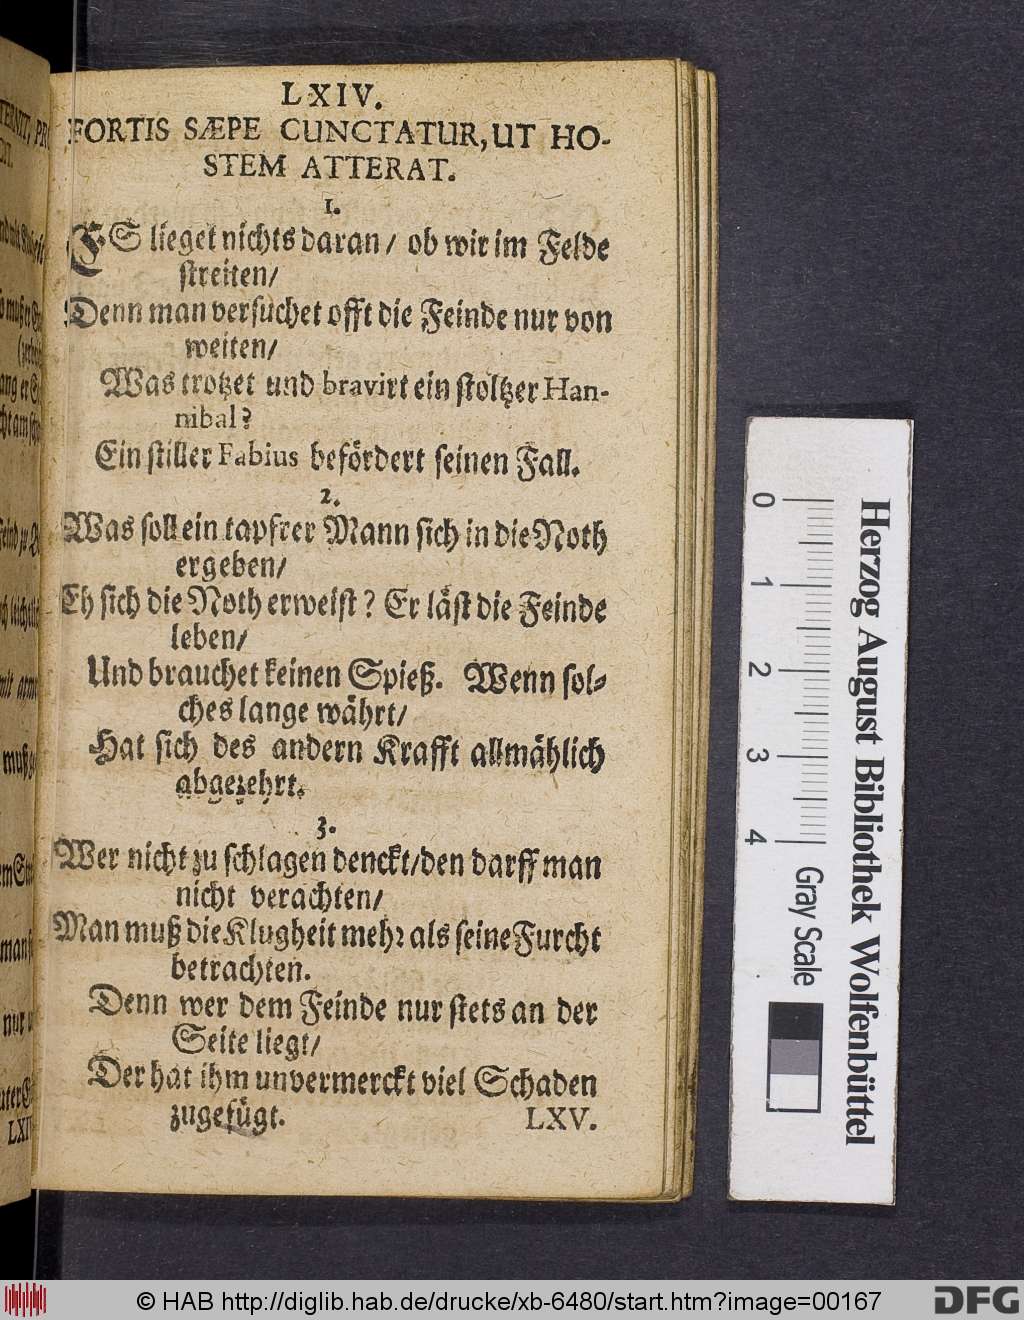 LXIV.
FORTIS SÆPE CUNCTATUR, UT HO-
STEM ATTERAT.
1.
ES lieget nichts daran/ ob wir im Felde
streiten/
Denn man versuchet offt die Feinde nur von
weiten/
Was trotzet und bravirt ein stoltzer Han-
nibal?
Ein stiller Fabius befördert seinen Fall.
2.
Was soll ein tapfrer Mann sich in die Noth
ergeben/
Eh sich die Noth erweist? Er läst die Feinde
leben/
Und brauchet keinen Spieß. Wenn sol-
ches lange währt/
Hat sich des andern Krafft allmählich
abgezehrt.
3.
Wer nicht zu schlagen denckt/den darff man
nicht verachten/
Man muß die Klugheit mehr als seine Furcht
betrachten.
Denn wer dem Feinde nur stets an der
Seite liegt/
Der hat ihm unvermerckt viel Schaden
zugefügt.
LXV.
0 1 2 3 4 Gray Scale
Herzog August Bibliothek Wolfenbüttel
© HAB http://diglib.hab.de/drucke/xb-6480/start.htm?image=00167
DFG